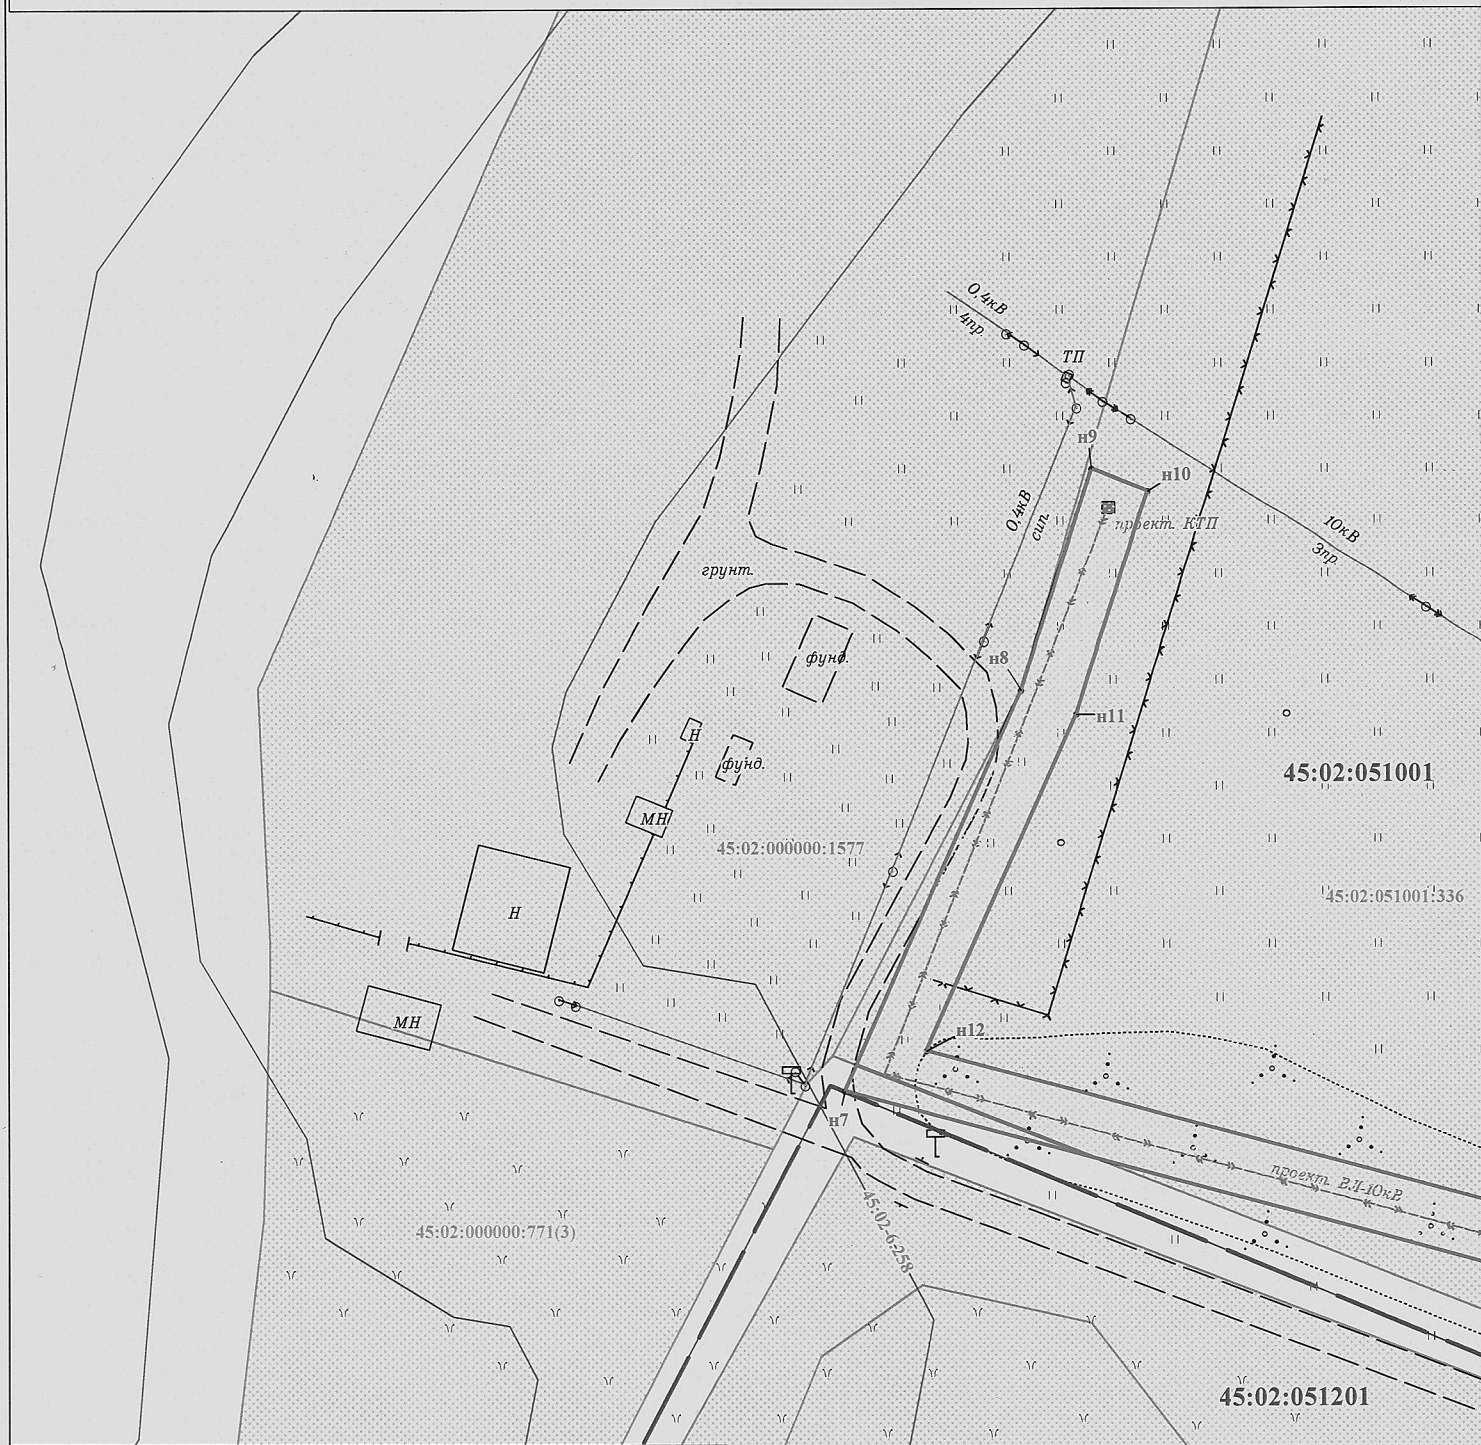 0,4кВ
4пр
ТП
н9
н10
0,4кВ
сип.
проект. КТП
10кВ
3пр.
грунт.
фунд.
н8
н11
Н
фунд.
45:02:051001
МН
45:02:000000:1577
45:02:051001:336
Н
МН
н12
н7
проект. ВЛ-10кВ
45:02:000000:771(3)
45:02-6:258
45:02:051201